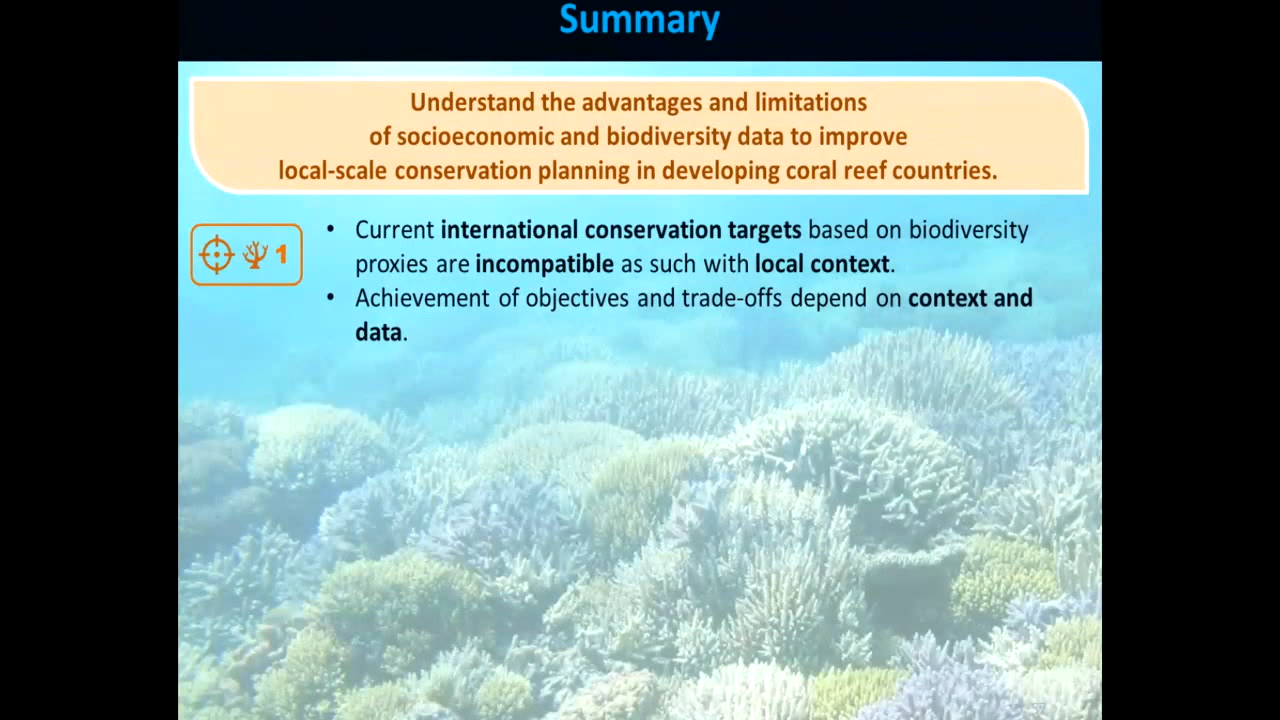 Summary
Understand the advantages and limitations
of socioeconomic and biodiversity data to improve
local-scale conservation planning in developing coral reef countries.
1
• Current international conservation targets based on biodiversity
proxies are incompatible as such with local context.
• Achievement of objectives and trade-offs depend on context and
data.